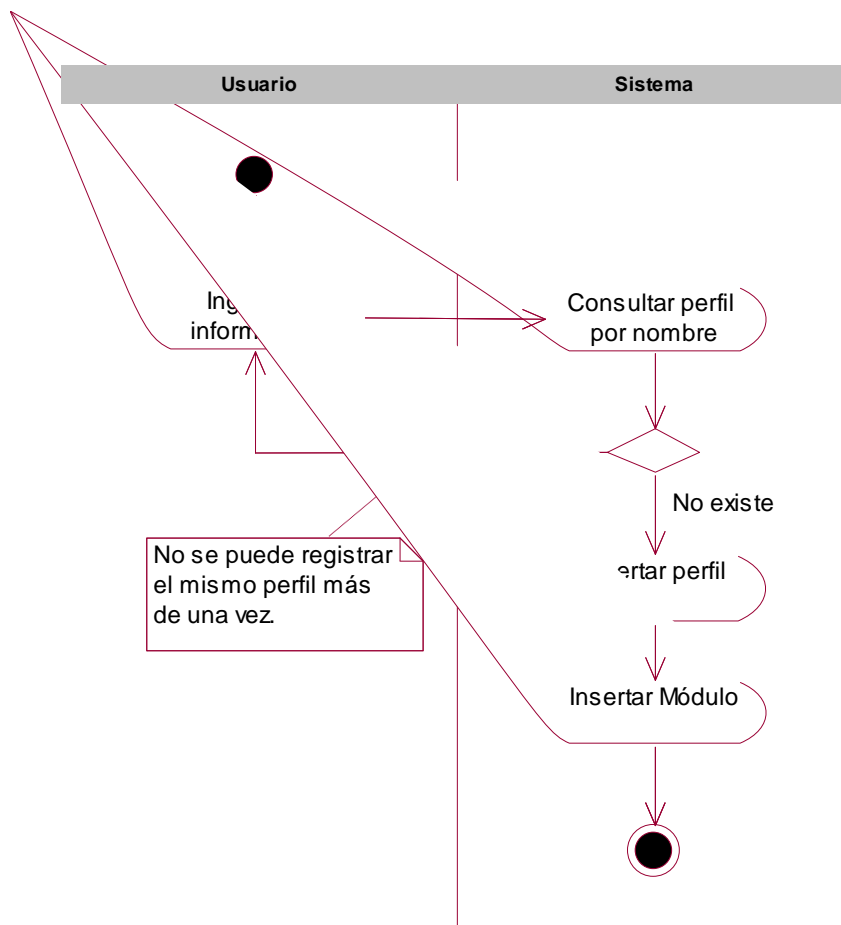 Usuario
Sistema
Consultar perfil
por nombre
No existe
No se puede registrar
el mismo perfil más
de una vez.
perfil
Insertar Módulo